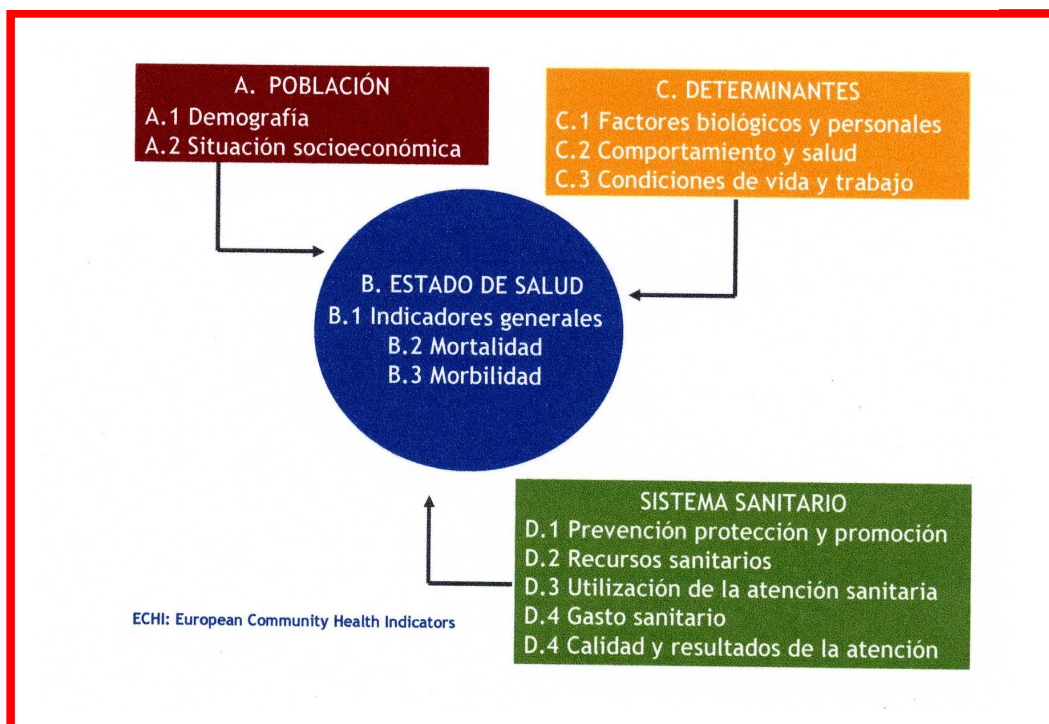 A. POBLACIÓN
A.1 Demografía
A.2 Situación socioeconómica
C. DETERMINANTES
C.1 Factores biológicos y personales
C.2 Comportamiento y salud
C.3 Condiciones de vida y trabajo
B. ESTADO DE SALUD
B.1 Indicadores generales
B.2 Mortalidad
B.3 Morbilidad
SISTEMA SANITARIO
D.1 Prevención protección y promoción
D.2 Recursos sanitarios
D.3 Utilización de la atención sanitaria
D.4 Gasto sanitario
D.4 Calidad y resultados de la atención
ECHI: European Community Health Indicators